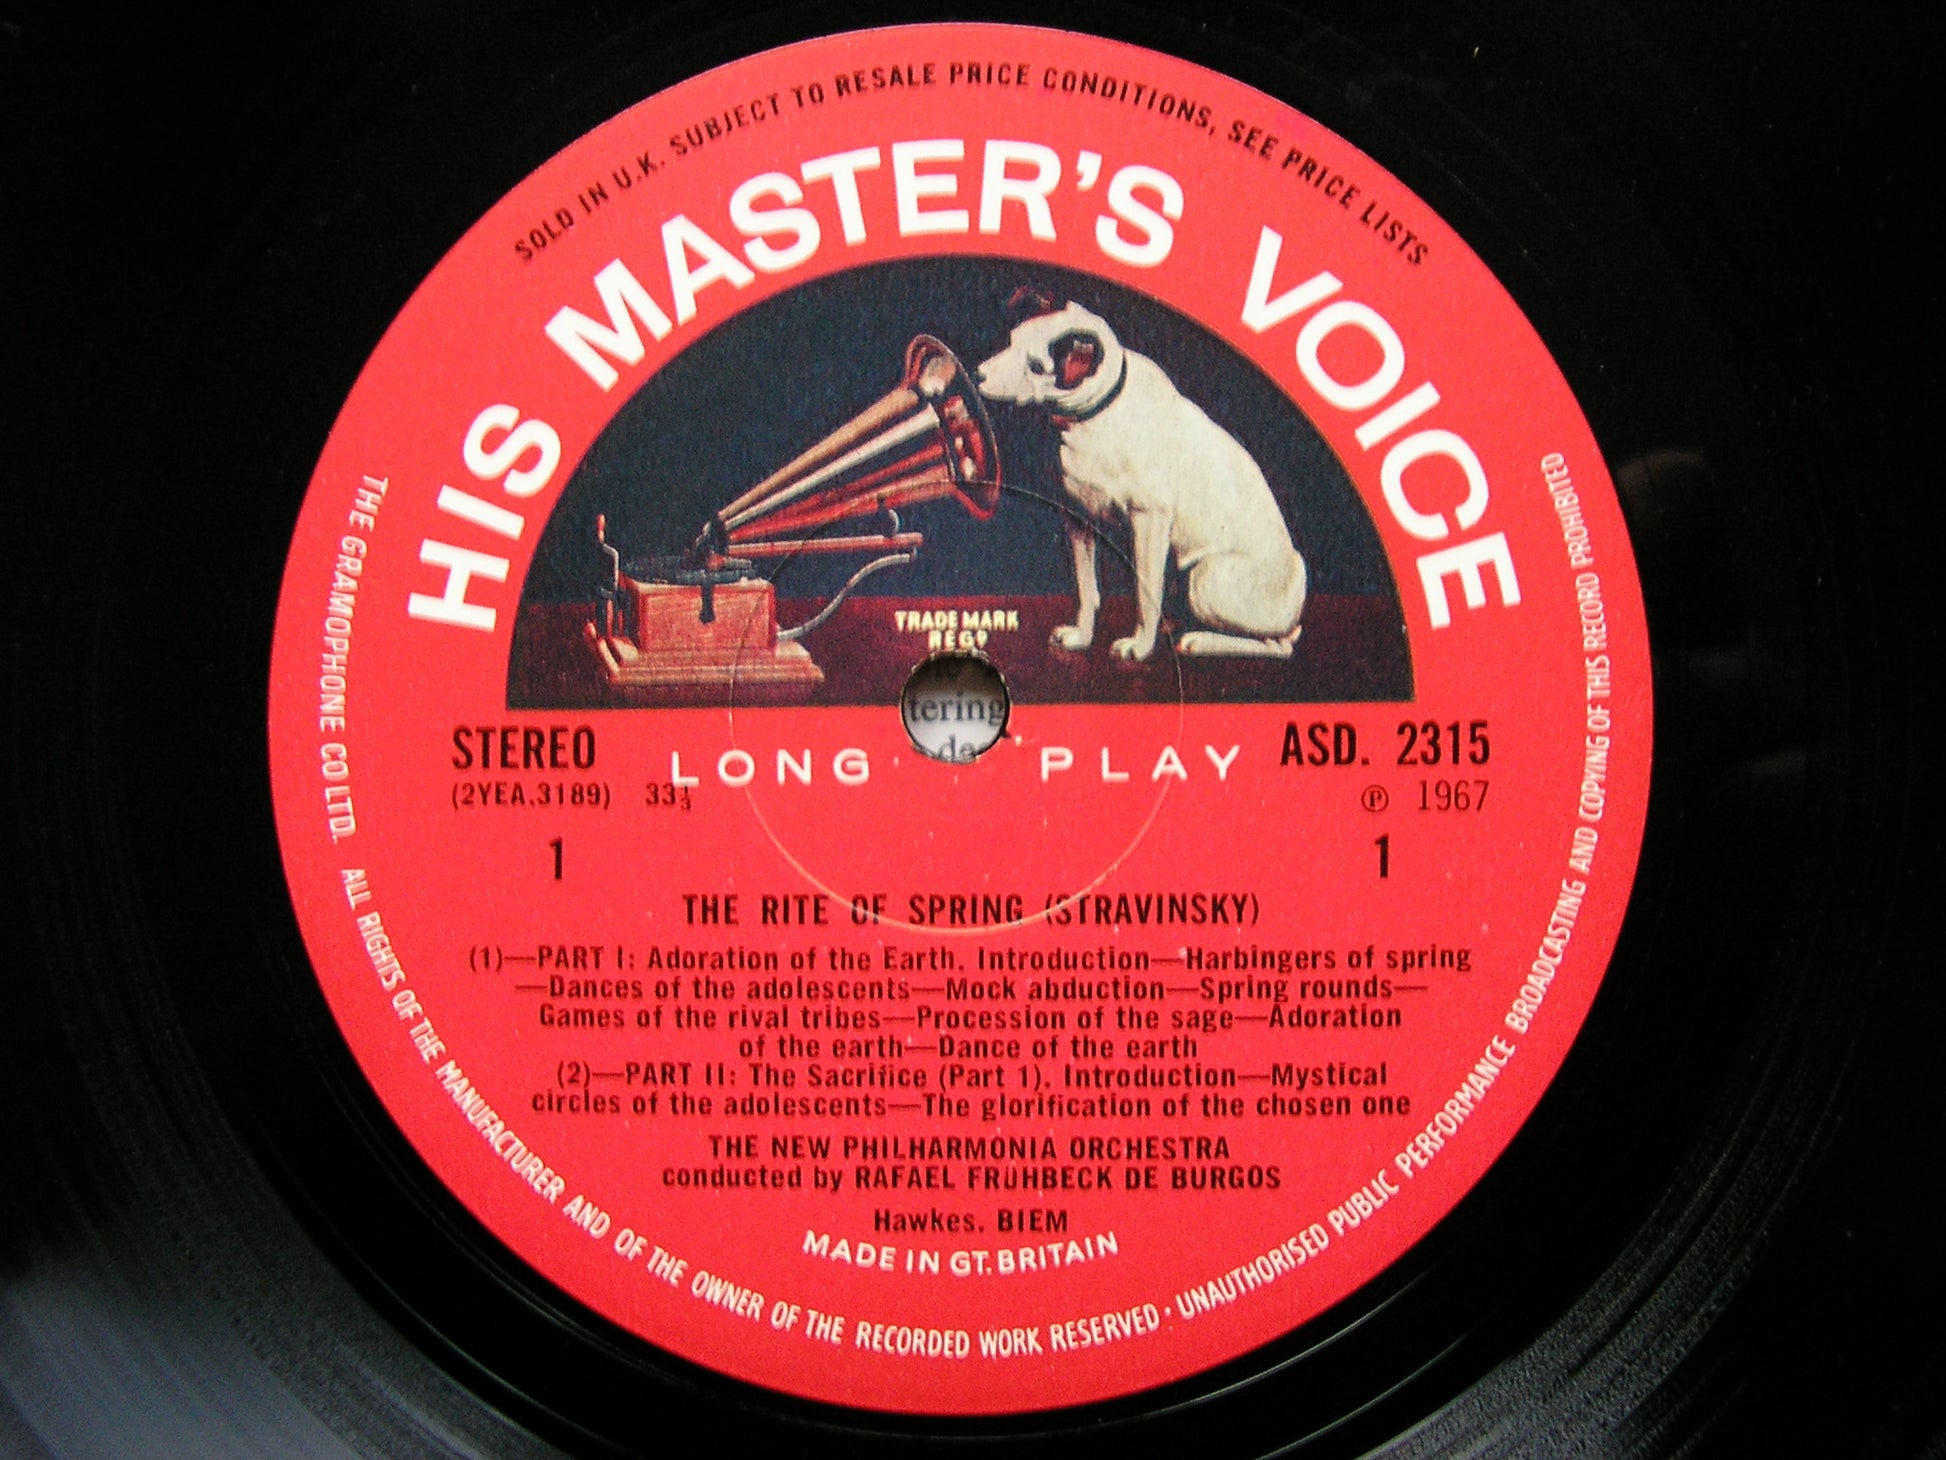 SOLD IN U.K. SUBJECT TO RESALE PRICE CONDITIONS, SEE PRICE LISTS
HIS MASTER'S VOICE
TRADE MARK
REGD
tering
STEREO
ASD. 2315
LONG PLAY
(2YEA.3189) 33⅓
℗ 1967
1
1
THE RITE OF SPRING (STRAVINSKY)
(1)—PART I: Adoration of the Earth. Introduction—Harbingers of spring
—Dances of the adolescents—Mock abduction—Spring rounds—
Games of the rival tribes—Procession of the sage—Adoration
of the earth—Dance of the earth
(2)—PART II: The Sacrifice (Part 1). Introduction—Mystical
circles of the adolescents—The glorification of the chosen one
THE NEW PHILHARMONIA ORCHESTRA
conducted by RAFAEL FRÜHBECK DE BURGOS
Hawkes. BIEM
MADE IN GT. BRITAIN
THE GRAMOPHONE CO LTD. ALL RIGHTS OF THE MANUFACTURER AND OF THE OWNER OF THE RECORDED WORK RESERVED · UNAUTHORISED PUBLIC PERFORMANCE BROADCASTING AND COPYING OF THIS RECORD PROHIBITED